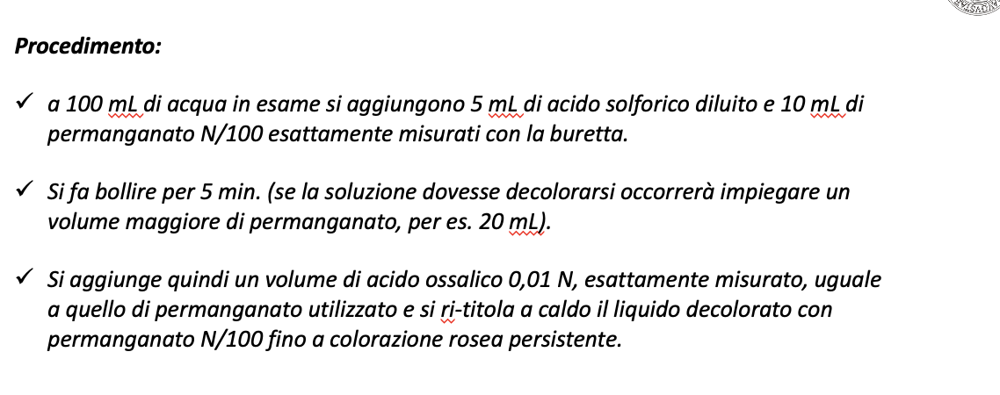 Procedimento:
✓ a 100 mL di acqua in esame si aggiungono 5 mL di acido solforico diluito e 10 mL di
permanganato N/100 esattamente misurati con la buretta.
✓ Si fa bollire per 5 min. (se la soluzione dovesse decolorarsi occorrerà impiegare un
volume maggiore di permanganato, per es. 20 mL).
✓ Si aggiunge quindi un volume di acido ossalico 0,01 N, esattamente misurato, uguale
a quello di permanganato utilizzato e si ri-titola a caldo il liquido decolorato con
permanganato N/100 fino a colorazione rosea persistente.